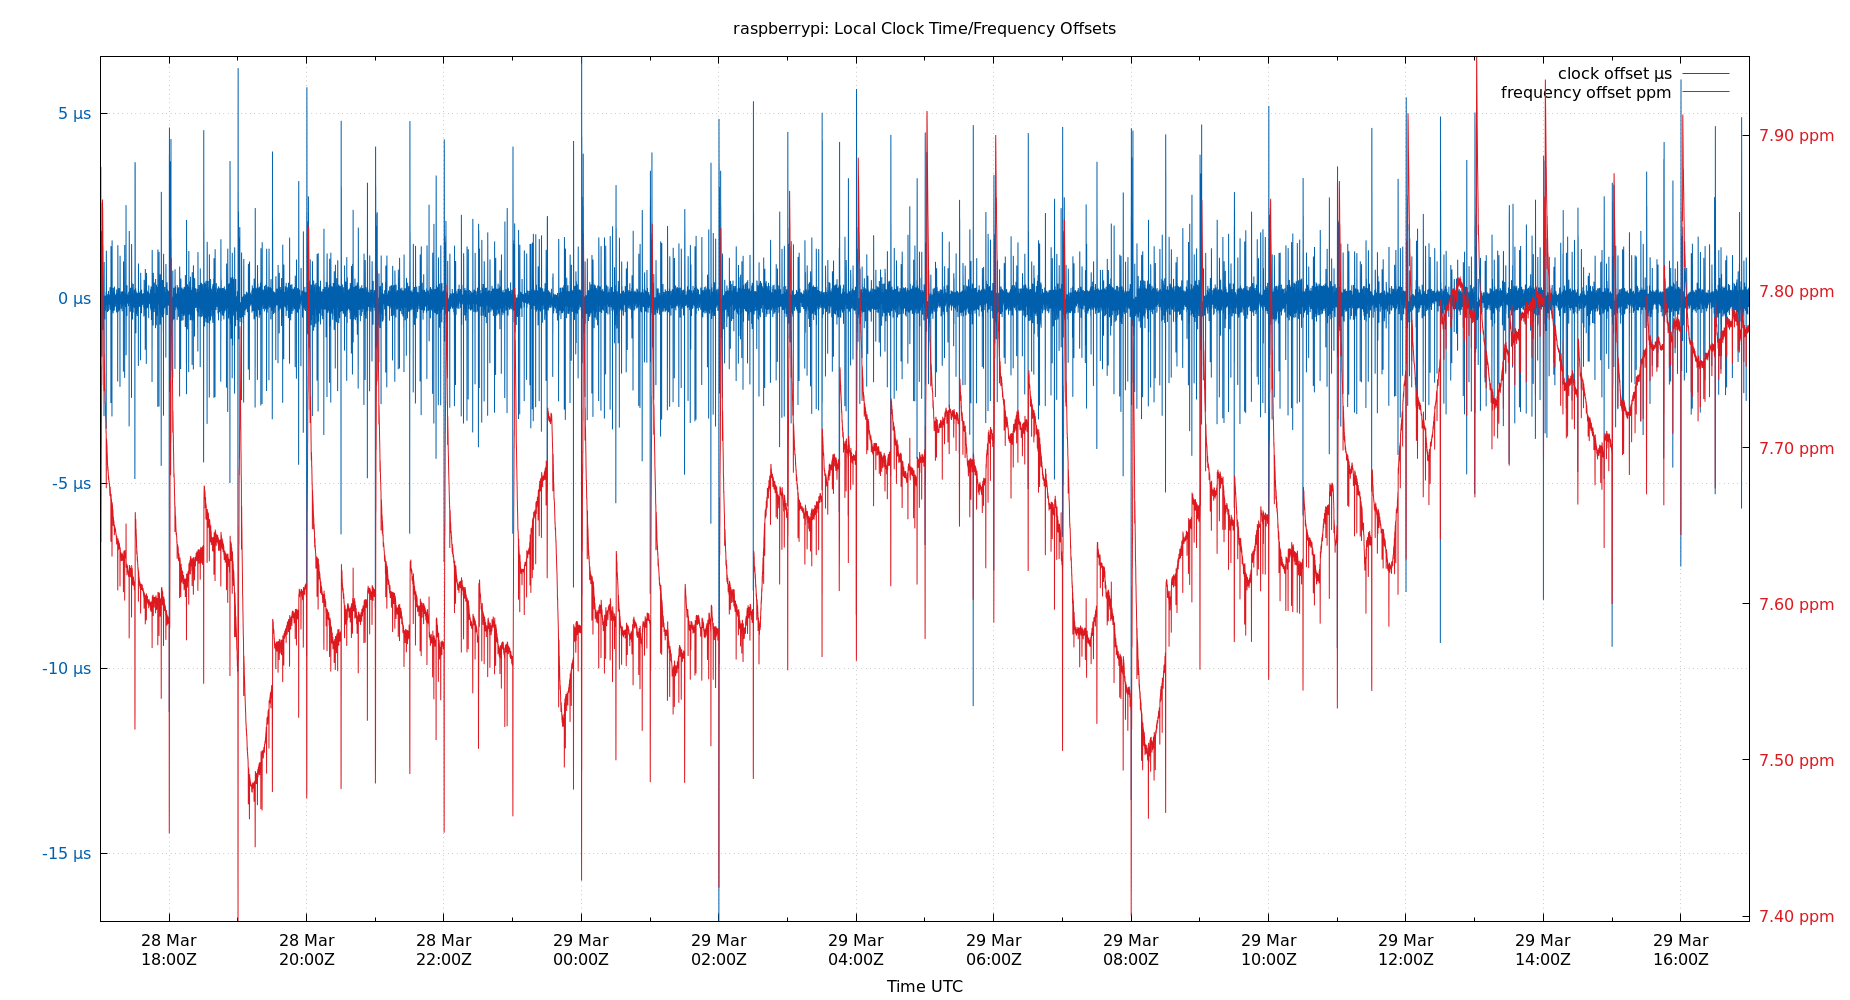 raspberrypi: Local Clock Time/Frequency Offsets
clock offset µs
frequency offset ppm
5 µs
0 µs
-5 µs
-10 µs
-15 µs
7.90 ppm
7.80 ppm
7.70 ppm
7.60 ppm
7.50 ppm
7.40 ppm
28 Mar 28 Mar 28 Mar 29 Mar 29 Mar 29 Mar 29 Mar 29 Mar 29 Mar 29 Mar 29 Mar 29 Mar
18:00Z 20:00Z 22:00Z 00:00Z 02:00Z 04:00Z 06:00Z 08:00Z 10:00Z 12:00Z 14:00Z 16:00Z
Time UTC